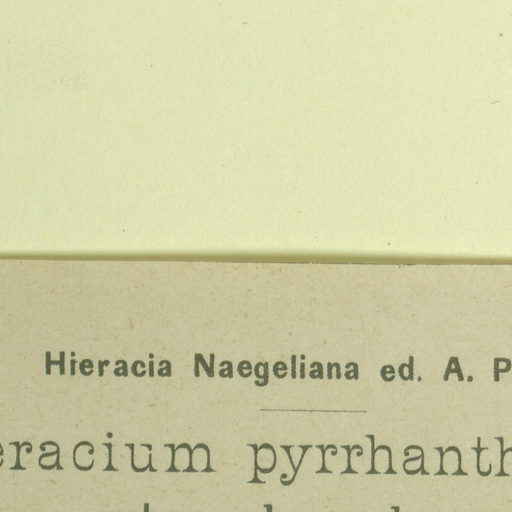 Hieracia Naegeliana ed. A. P
eracium pyrrhanth